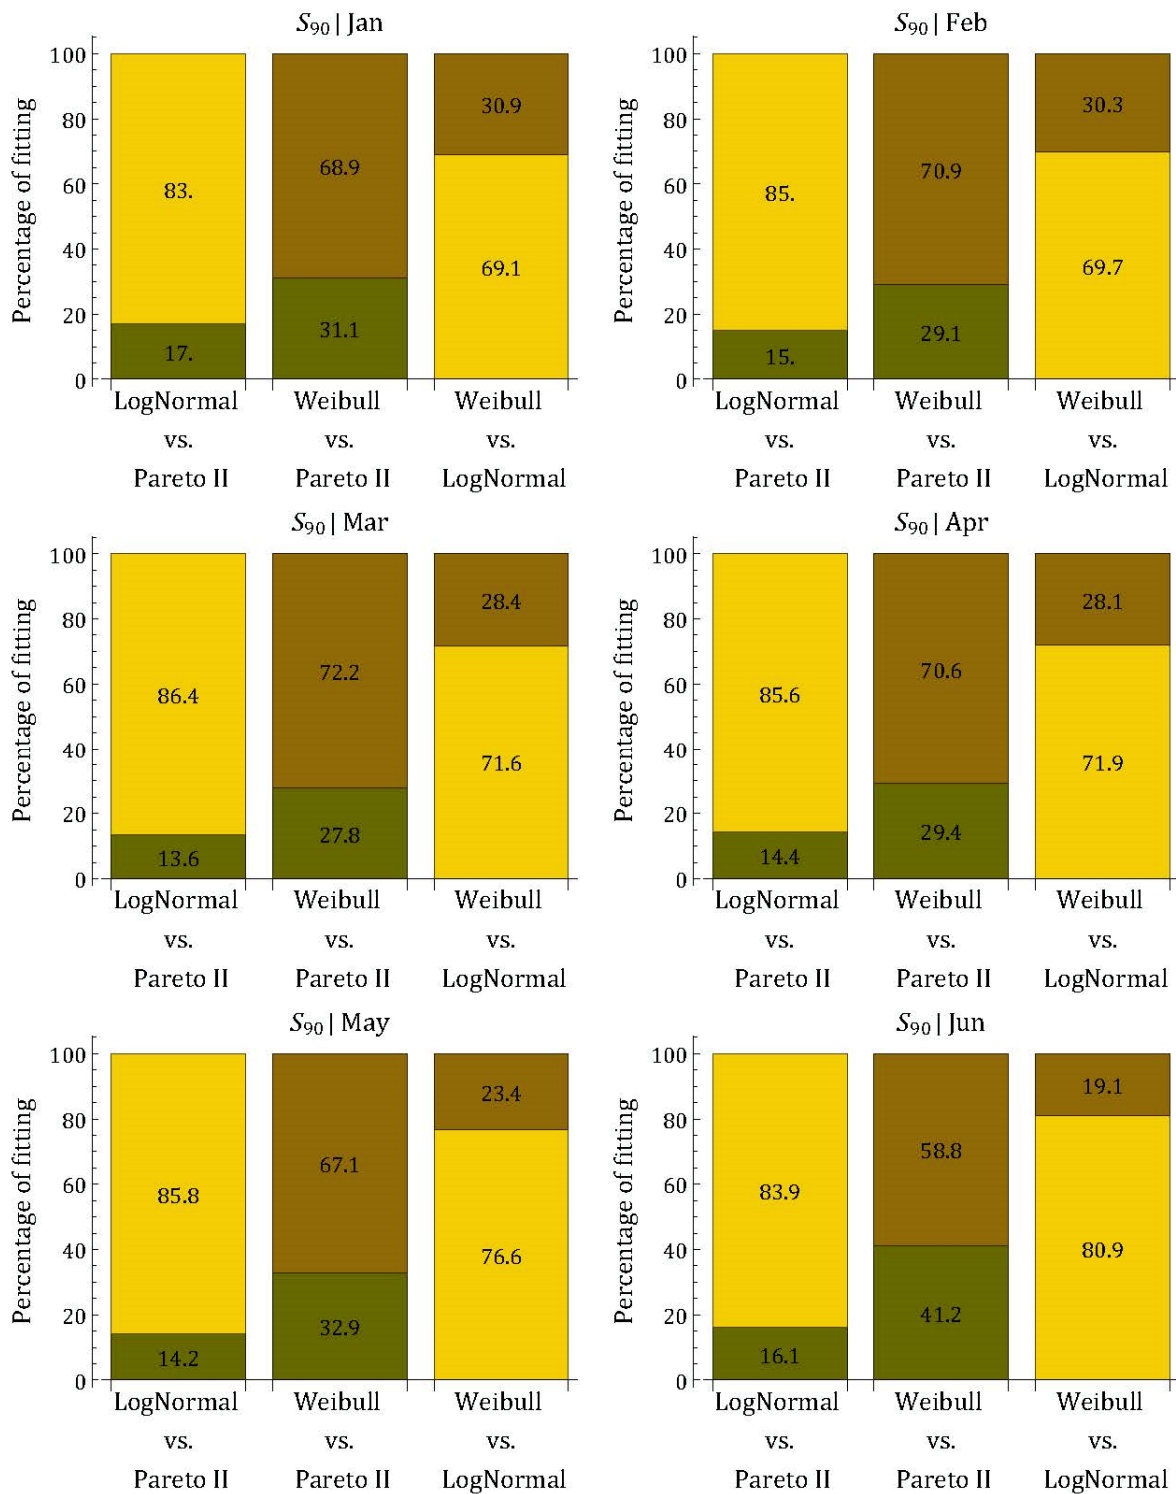 S90 | Jan
Percentage of fitting
100
80
60
40
20
0
83.
17.
68.9
31.1
30.9
69.1
LogNormal Weibull Weibull
vs. vs. vs.
Pareto II Pareto II LogNormal
S90 | Feb
Percentage of fitting
100
80
60
40
20
0
85.
15.
70.9
29.1
30.3
69.7
LogNormal Weibull Weibull
vs. vs. vs.
Pareto II Pareto II LogNormal
S90 | Mar
Percentage of fitting
100
80
60
40
20
0
86.4
13.6
72.2
27.8
28.4
71.6
LogNormal Weibull Weibull
vs. vs. vs.
Pareto II Pareto II LogNormal
S90 | Apr
Percentage of fitting
100
80
60
40
20
0
85.6
14.4
70.6
29.4
28.1
71.9
LogNormal Weibull Weibull
vs. vs. vs.
Pareto II Pareto II LogNormal
S90 | May
Percentage of fitting
100
80
60
40
20
0
85.8
14.2
67.1
32.9
23.4
76.6
LogNormal Weibull Weibull
vs. vs. vs.
Pareto II Pareto II LogNormal
S90 | Jun
Percentage of fitting
100
80
60
40
20
0
83.9
16.1
58.8
41.2
19.1
80.9
LogNormal Weibull Weibull
vs. vs. vs.
Pareto II Pareto II LogNormal